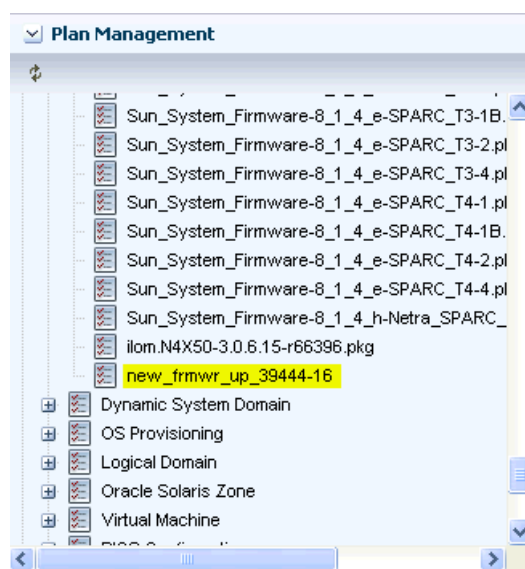 Plan Management
Sun_System_Firmware-8_1_4_e-SPARC_T3-1B.
Sun_System_Firmware-8_1_4_e-SPARC_T3-2.pl
Sun_System_Firmware-8_1_4_e-SPARC_T3-4.pl
Sun_System_Firmware-8_1_4_e-SPARC_T4-1.pl
Sun_System_Firmware-8_1_4_e-SPARC_T4-1B.
Sun_System_Firmware-8_1_4_e-SPARC_T4-2.pl
Sun_System_Firmware-8_1_4_e-SPARC_T4-4.pl
Sun_System_Firmware-8_1_4_h-Netra_SPARC_
ilom.N4X50-3.0.6.15-r66396.pkg
new_frmwr_up_39444-16
Dynamic System Domain
OS Provisioning
Logical Domain
Oracle Solaris Zone
Virtual Machine